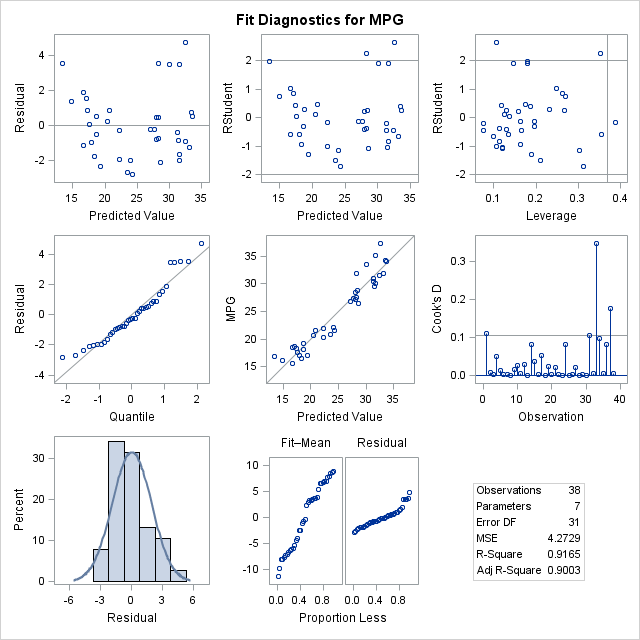 Fit Diagnostics for MPG
Residual
4
2
0
-2
15 20 25 30 35
Predicted Value
RStudent
2
1
0
-1
-2
15 20 25 30 35
Predicted Value
RStudent
2
1
0
-1
-2
0.1 0.2 0.3 0.4
Leverage
Residual
4
2
0
-2
-4
-2 -1 0 1 2
Quantile
MPG
35
30
25
20
15
15 20 25 30 35
Predicted Value
Cook's D
0.3
0.2
0.1
0.0
0 10 20 30 40
Observation
Percent
30
20
10
0
-6 -3 0 3 6
Residual
Fit–Mean Residual
10
5
0
-5
-10
0.0 0.4 0.8 0.0 0.4 0.8
Proportion Less
Observations 38
Parameters 7
Error DF 31
MSE 4.2729
R-Square 0.9165
Adj R-Square 0.9003